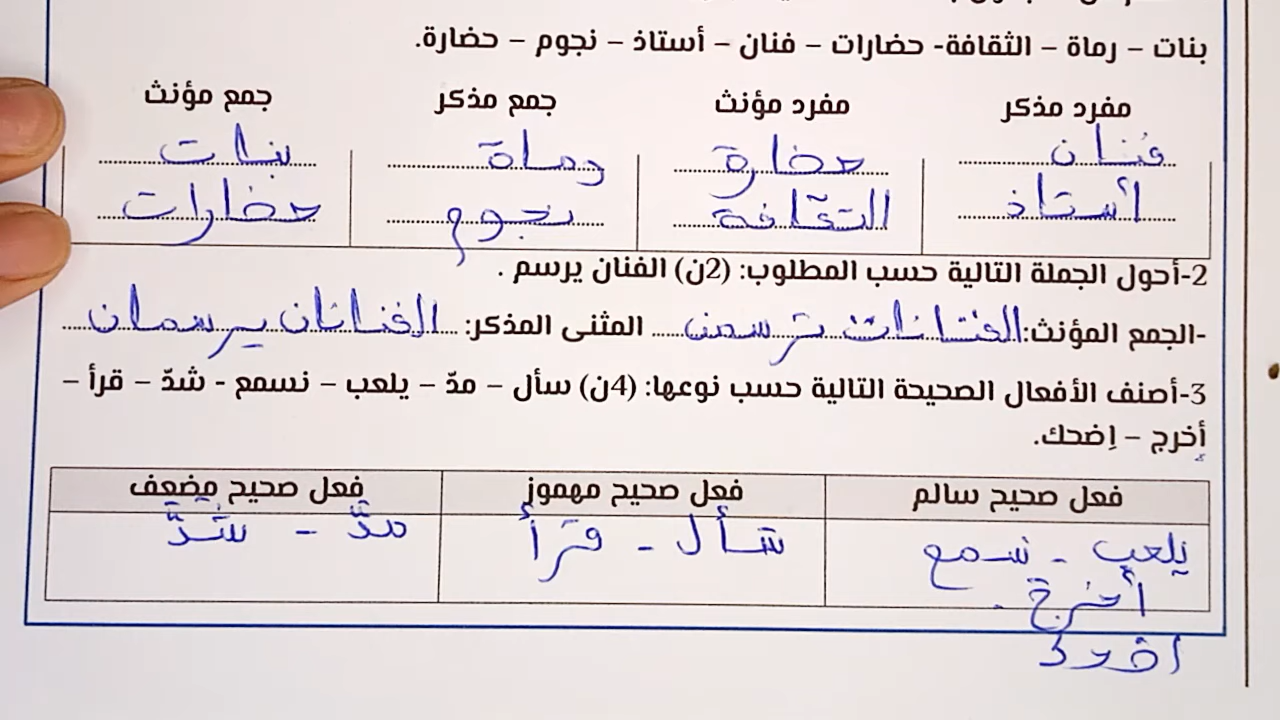 بنات – رماة – الثقافة- حضارات – فنان – أستاذ – نجوم – حضارة.
مفرد مذكر مفرد مؤنث جمع مذكر جمع مؤنث
فنان حضارة رماة بنات
أستاذ الثقافة نجوم حضارات
2-أحول الجملة التالية حسب المطلوب: (2ن) الفنان يرسم .
-الجمع المؤنث: الفنانات ترسمن المثنى المذكر: الفنانان يرسمان
3-أصنف الأفعال الصحيحة التالية حسب نوعها: (4ن) سأل – مدّ – يلعب – نسمع - شدّ – قرأ –
أخرج – اِضحك.
فعل صحيح سالم فعل صحيح مهموز فعل صحيح مضعف
يلعب - نسمع سأل - قرأ مدَّ - شَدَّ
أخرج -